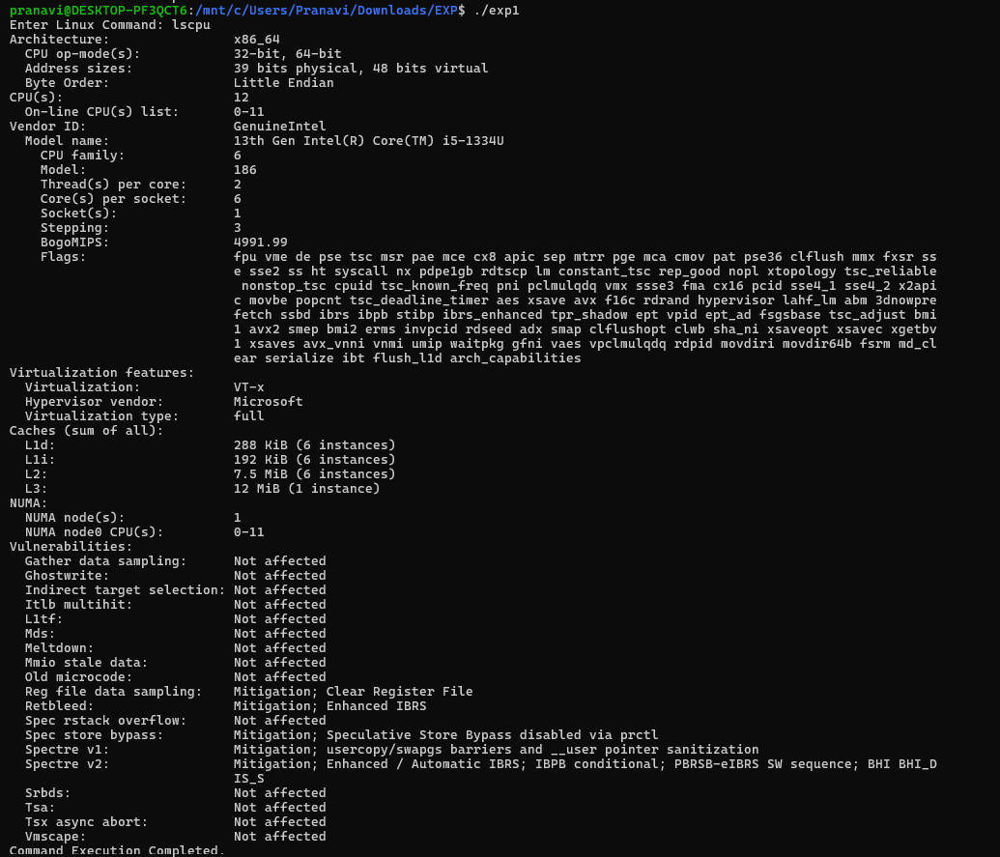 pranavi@DESKTOP-PF3QCT6:/mnt/c/Users/Pranavi/Downloads/EXP$ ./exp1
Enter Linux Command: lscpu
Architecture:                x86_64
  CPU op-mode(s):            32-bit, 64-bit
  Address sizes:             39 bits physical, 48 bits virtual
  Byte Order:                Little Endian
CPU(s):                      12
  On-line CPU(s) list:       0-11
Vendor ID:                   GenuineIntel
  Model name:                13th Gen Intel(R) Core(TM) i5-1334U
    CPU family:              6
    Model:                   186
    Thread(s) per core:      2
    Core(s) per socket:      6
    Socket(s):               1
    Stepping:                3
    BogoMIPS:                4991.99
    Flags:                   fpu vme de pse tsc msr pae mce cx8 apic sep mtrr pge mca cmov pat pse36 clflush mmx fxsr ss
                             e sse2 ss ht syscall nx pdpe1gb rdtscp lm constant_tsc rep_good nopl xtopology tsc_reliable
                              nonstop_tsc cpuid tsc_known_freq pni pclmulqdq vmx ssse3 fma cx16 pcid sse4_1 sse4_2 x2api
                             c movbe popcnt tsc_deadline_timer aes xsave avx f16c rdrand hypervisor lahf_lm abm 3dnowpre
                             fetch ssbd ibrs ibpb stibp ibrs_enhanced tpr_shadow ept vpid ept_ad fsgsbase tsc_adjust bmi
                             1 avx2 smep bmi2 erms invpcid rdseed adx smap clflushopt clwb sha_ni xsaveopt xsavec xgetbv
                             1 xsaves avx_vnni vnmi umip waitpkg gfni vaes vpclmulqdq rdpid movdiri movdir64b fsrm md_cl
                             ear serialize ibt flush_l1d arch_capabilities
Virtualization features:
  Virtualization:            VT-x
  Hypervisor vendor:         Microsoft
  Virtualization type:       full
Caches (sum of all):
  L1d:                       288 KiB (6 instances)
  L1i:                       192 KiB (6 instances)
  L2:                        7.5 MiB (6 instances)
  L3:                        12 MiB (1 instance)
NUMA:
  NUMA node(s):              1
  NUMA node0 CPU(s):         0-11
Vulnerabilities:
  Gather data sampling:      Not affected
  Ghostwrite:                Not affected
  Indirect target selection: Not affected
  Itlb multihit:             Not affected
  L1tf:                      Not affected
  Mds:                       Not affected
  Meltdown:                  Not affected
  Mmio stale data:           Not affected
  Old microcode:             Not affected
  Reg file data sampling:    Mitigation; Clear Register File
  Retbleed:                  Mitigation; Enhanced IBRS
  Spec rstack overflow:      Not affected
  Spec store bypass:         Mitigation; Speculative Store Bypass disabled via prctl
  Spectre v1:                Mitigation; usercopy/swapgs barriers and __user pointer sanitization
  Spectre v2:                Mitigation; Enhanced / Automatic IBRS; IBPB conditional; PBRSB-eIBRS SW sequence; BHI BHI_D
                             IS_S
  Srbds:                     Not affected
  Tsa:                       Not affected
  Tsx async abort:           Not affected
  Vmscape:                   Not affected
Command Execution Completed.